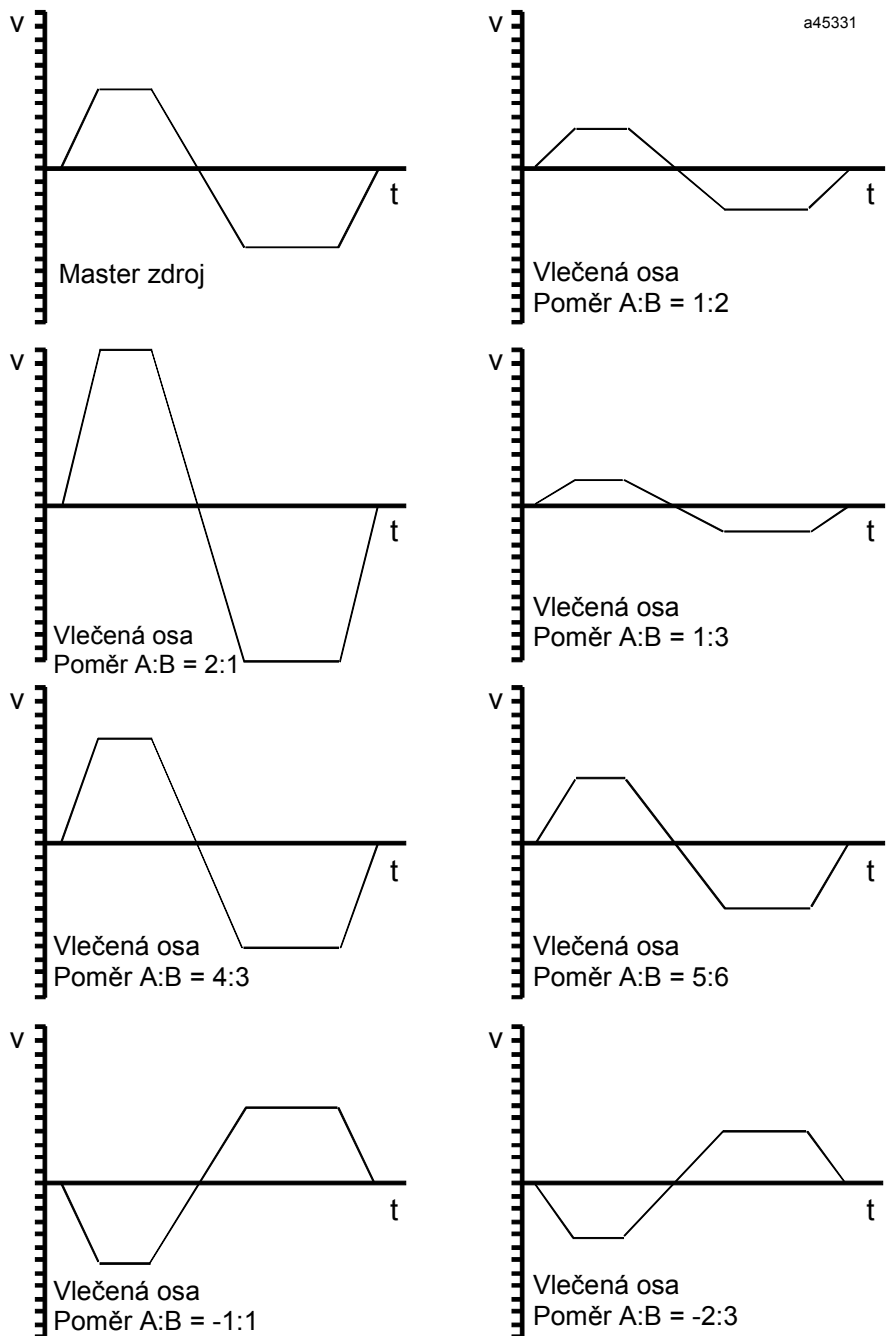 v
t
Master zdroj
v
a45331
t
Vlečená osa
Poměr A:B = 1:2
v
t
Vlečená osa
Poměr A:B = 2:1
v
t
Vlečená osa
Poměr A:B = 1:3
v
t
Vlečená osa
Poměr A:B = 4:3
v
t
Vlečená osa
Poměr A:B = 5:6
v
t
Vlečená osa
Poměr A:B = -1:1
v
t
Vlečená osa
Poměr A:B = -2:3